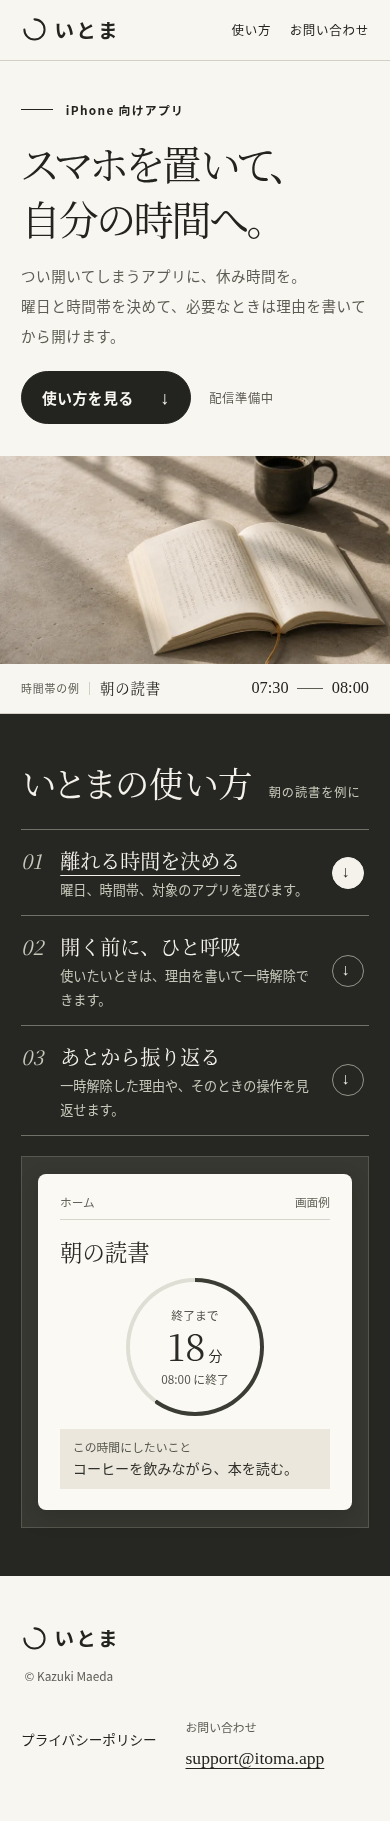 いとま
使い方 お問い合わせ
iPhone 向けアプリ
スマホを置いて、
自分の時間へ。
つい開いてしまうアプリに、休み時間を。
曜日と時間帯を決めて、必要なときは理由を書いて
から開けます。
使い方を見る ↓ 配信準備中
時間帯の例 朝の読書 07:30 — 08:00
いとまの使い方 朝の読書を例に
01 離れる時間を決める
曜日、時間帯、対象のアプリを選びます。
↓
02 開く前に、ひと呼吸
使いたいときは、理由を書いて一時解除で
きます。
↓
03 あとから振り返る
一時解除した理由や、そのときの操作を見
返せます。
↓
ホーム 画面例
朝の読書
終了まで
18 分
08:00 に終了
この時間にしたいこと
コーヒーを飲みながら、本を読む。
いとま
© Kazuki Maeda
プライバシーポリシー
お問い合わせ
support@itoma.app